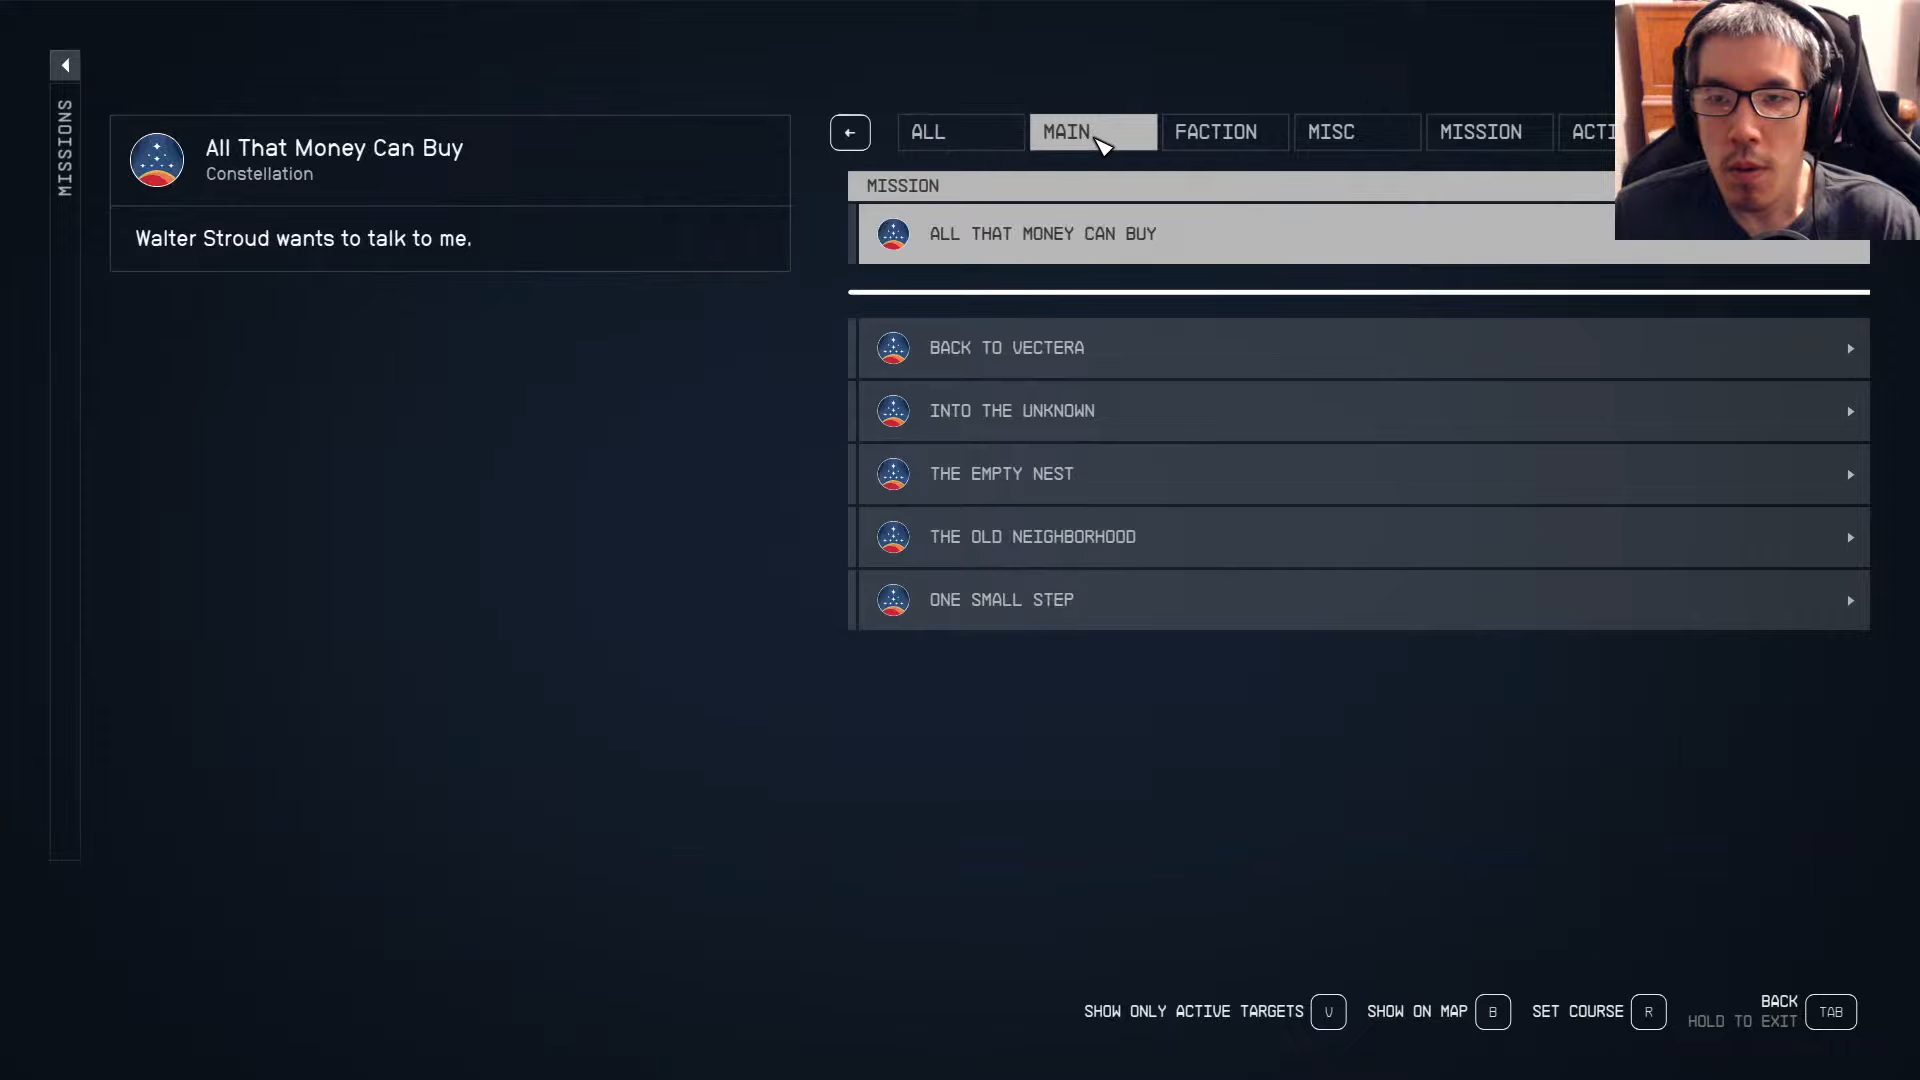 MISSIONS
All That Money Can Buy
Constellation
Walter Stroud wants to talk to me.
ALL
MAIN
FACTION
MISC
MISSION
ACTI
MISSION
ALL THAT MONEY CAN BUY
BACK TO VECTERA
INTO THE UNKNOWN
THE EMPTY NEST
THE OLD NEIGHBORHOOD
ONE SMALL STEP
SHOW ONLY ACTIVE TARGETS V
SHOW ON MAP B
SET COURSE R
BACK
HOLD TO EXIT
TAB